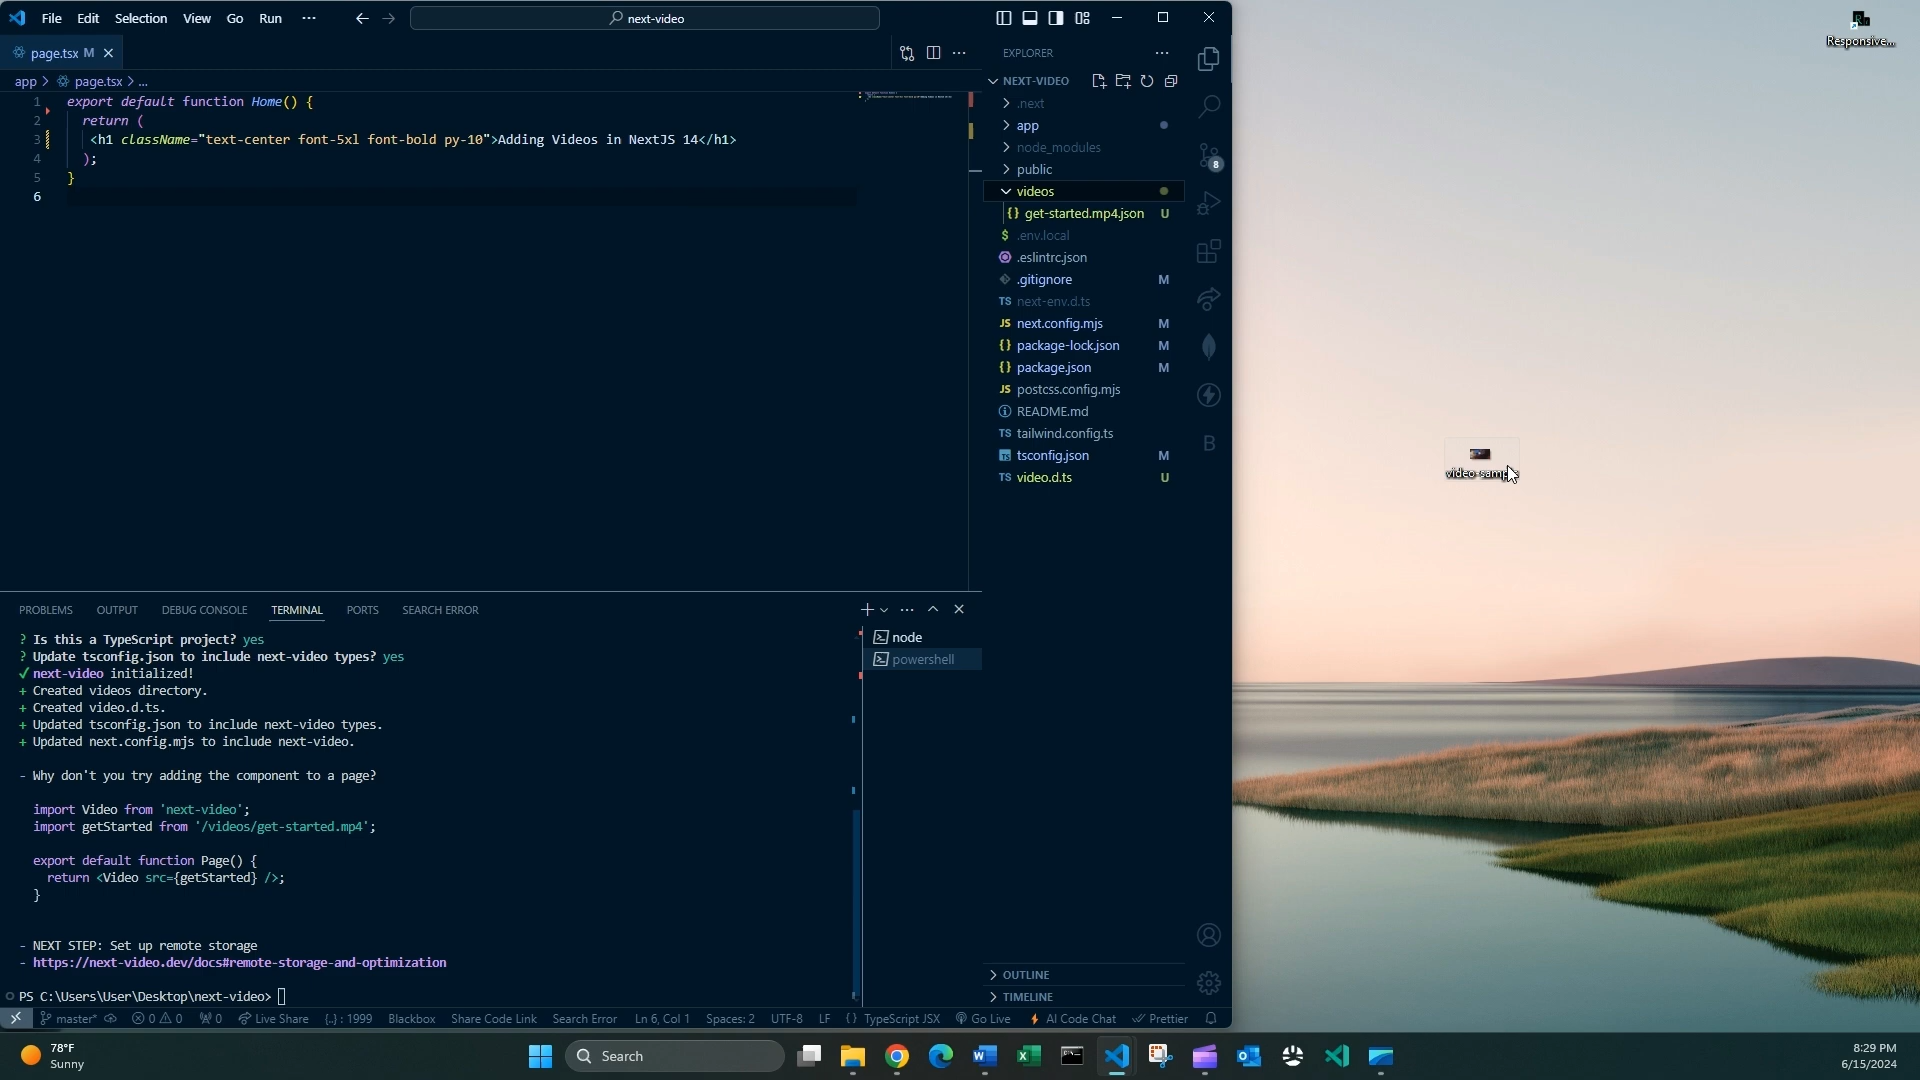 File Edit Selection View Go Run ···
next-video
page.tsx M
app > page.tsx > ...
1 export default function Home() {
2 return (
3 <h1 className="text-center font-5xl font-bold py-10">Adding Videos in NextJS 14</h1>
4 );
5 }
6
EXPLORER
NEXT-VIDEO
.next
app
node_modules
public
videos
{} get-started.mp4.json U
$ .env.local
.eslintrc.json
.gitignore M
TS next-env.d.ts
JS next.config.mjs M
{} package-lock.json M
{} package.json M
JS postcss.config.mjs
README.md
TS tailwind.config.ts
tsconfig.json M
TS video.d.ts U
OUTLINE
TIMELINE
8
B
PROBLEMS OUTPUT DEBUG CONSOLE TERMINAL PORTS SEARCH ERROR
node
powershell
? Is this a TypeScript project? yes
? Update tsconfig.json to include next-video types? yes
✓ next-video initialized!
+ Created videos directory.
+ Created video.d.ts.
+ Updated tsconfig.json to include next-video types.
+ Updated next.config.mjs to include next-video.
- Why don't you try adding the component to a page?
import Video from 'next-video';
import getStarted from '/videos/get-started.mp4';
export default function Page() {
return <Video src={getStarted} />;
}
- NEXT STEP: Set up remote storage
- https://next-video.dev/docs#remote-storage-and-optimization
PS C:\Users\User\Desktop\next-video>
master* 0 0 0 Live Share {..} : 1999 Blackbox Share Code Link Search Error Ln 6, Col 1 Spaces: 2 UTF-8 LF {} TypeScript JSX Go Live AI Code Chat Prettier
Responsive...
78°F
Sunny
Search
8:29 PM
6/15/2024